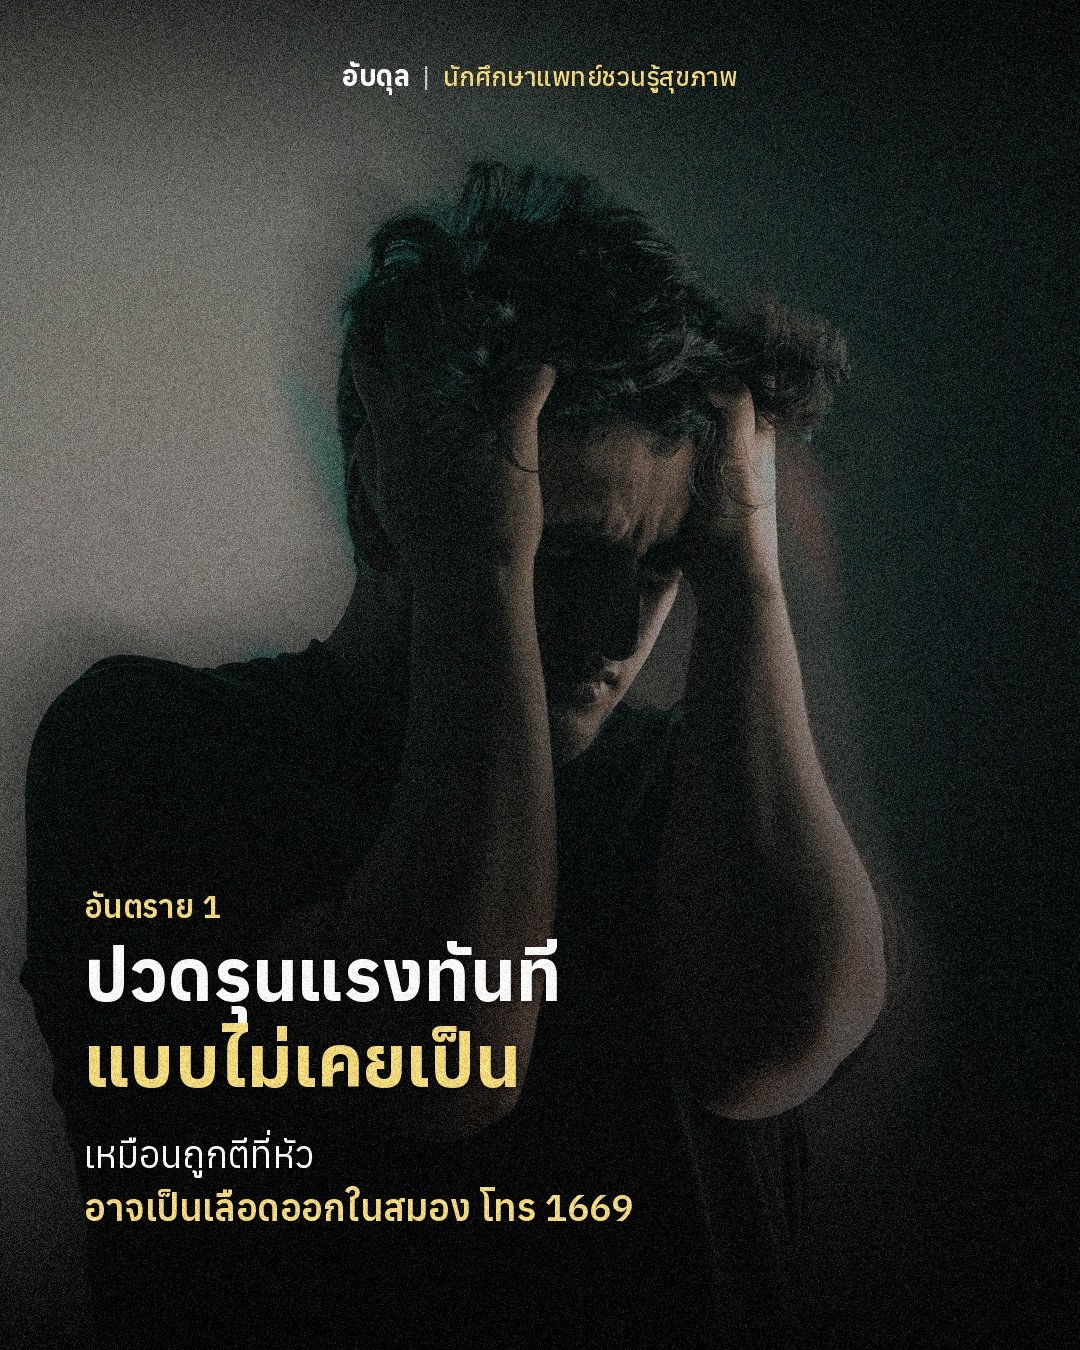 อับดุล | นักศึกษาแพทย์ชวนรู้สุขภาพ
อันตราย 1
ปวดรุนแรงทันที
แบบไม่เคยเป็น
เหมือนถูกตีที่หัว
อาจเป็นเลือดออกในสมอง โทร 1669